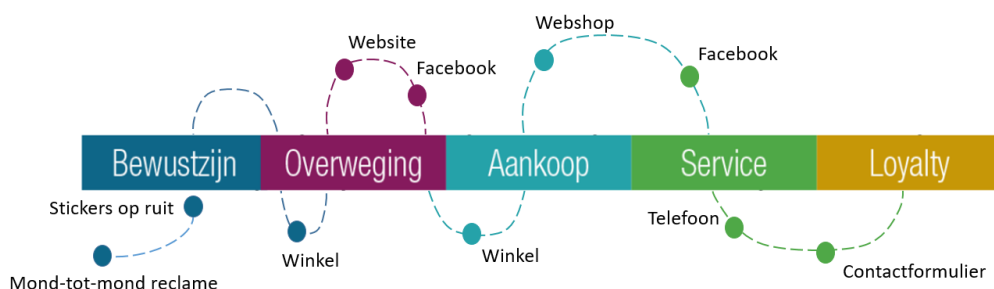 Webshop
Website
Facebook
Facebook
Bewustzijn
Overweging
Aankoop
Service
Loyalty
Stickers op ruit
Telefoon
Winkel
Winkel
Contactformulier
Mond-tot-mond reclame